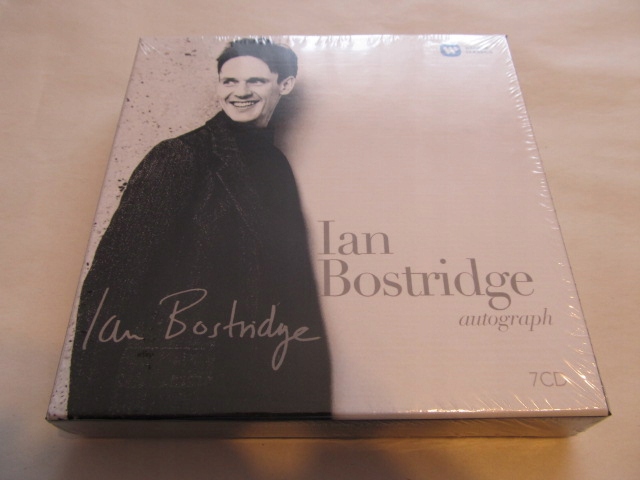 Ian
Bostridge
autograph
Ian Bostridge
7CD